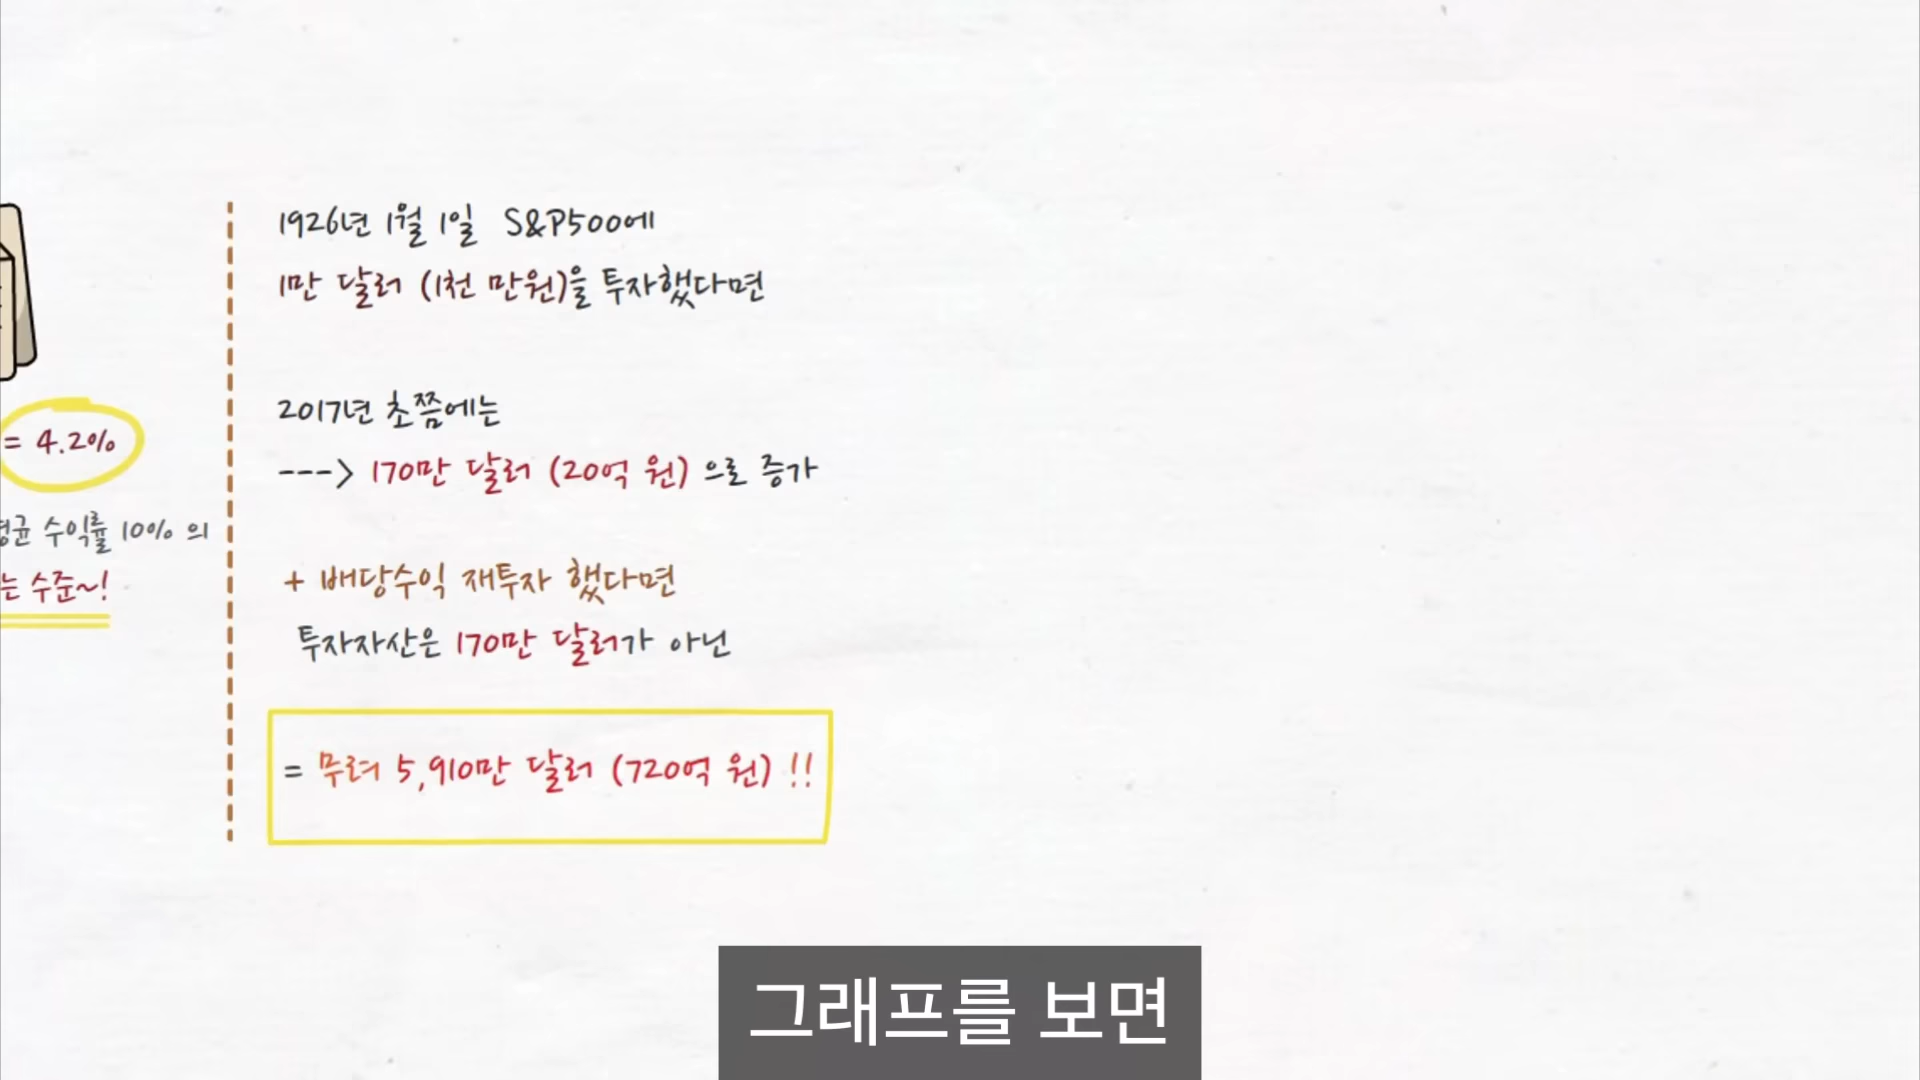 = 4.2%
수익률 10% 의
는 수준~!
1926년 1월 1일 S&P500에
1만 달러 (1천 만원)을 투자했다면
2017년 초쯤에는
---> 170만 달러 (20억 원) 으로 증가
+ 배당수익 재투자 했다면
투자자산은 170만 달러가 아닌
= 무려 5,910만 달러 (720억 원) !!
그래프를 보면